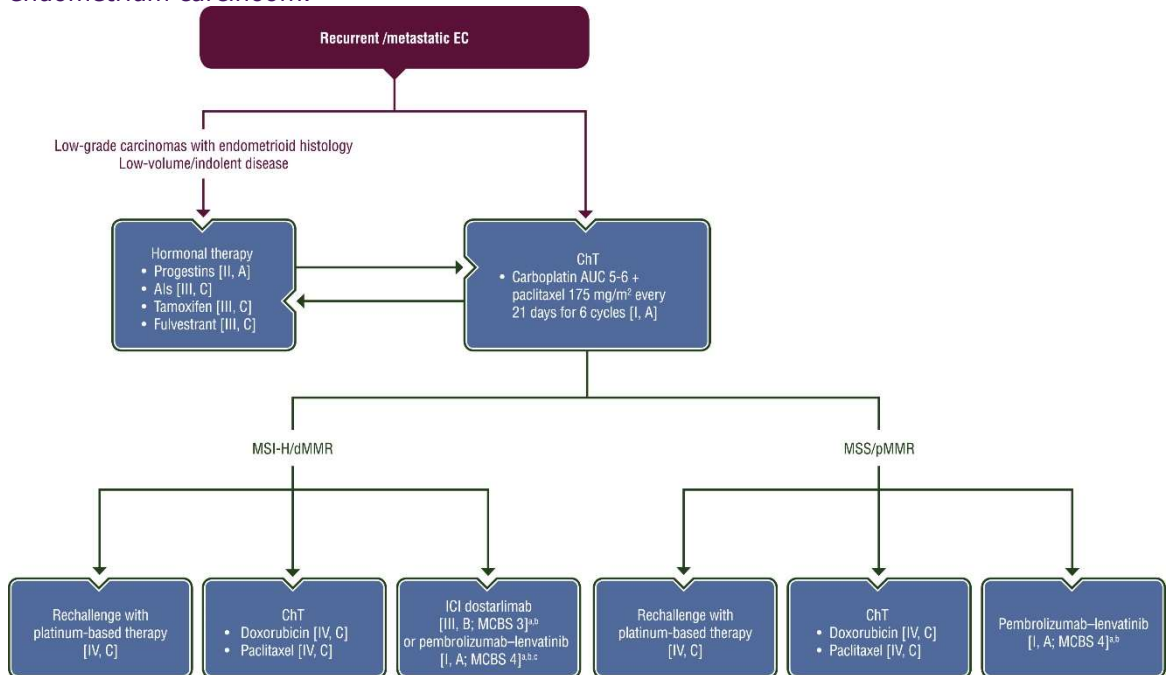 endometrium carcinoom.
Recurrent /metastatic EC
Low-grade carcinomas with endometrioid histology
Low-volume/indolent disease
Hormonal therapy
• Progestins [II, A]
• AIs [III, C]
• Tamoxifen [III, C]
• Fulvestrant [III, C]
ChT
• Carboplatin AUC 5-6 +
paclitaxel 175 mg/m² every
21 days for 6 cycles [I, A]
MSI-H/dMMR
MSS/pMMR
Rechallenge with
platinum-based therapy
[IV, C]
ChT
• Doxorubicin [IV, C]
• Paclitaxel [IV, C]
ICI dostarlimab
[III, B; MCBS 3]ᵃ,ᵇ
or pembrolizumab–lenvatinib
[I, A; MCBS 4]ᵃ,ᵇ,ᶜ
Rechallenge with
platinum-based therapy
[IV, C]
ChT
• Doxorubicin [IV, C]
• Paclitaxel [IV, C]
Pembrolizumab–lenvatinib
[I, A; MCBS 4]ᵃ,ᵇ